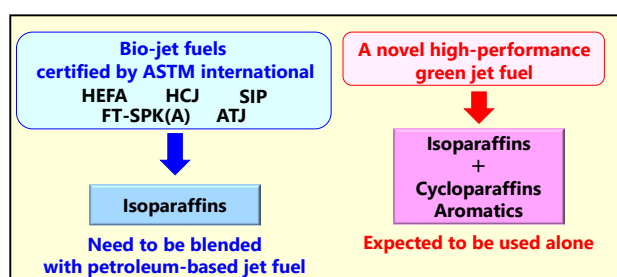 Bio-jet fuels
certified by ASTM international
HEFA HCJ SIP
FT-SPK(A) ATJ
Isoparaffins
Need to be blended
with petroleum-based jet fuel
A novel high-performance
green jet fuel
Isoparaffins
+
Cycloparaffins
Aromatics
Expected to be used alone